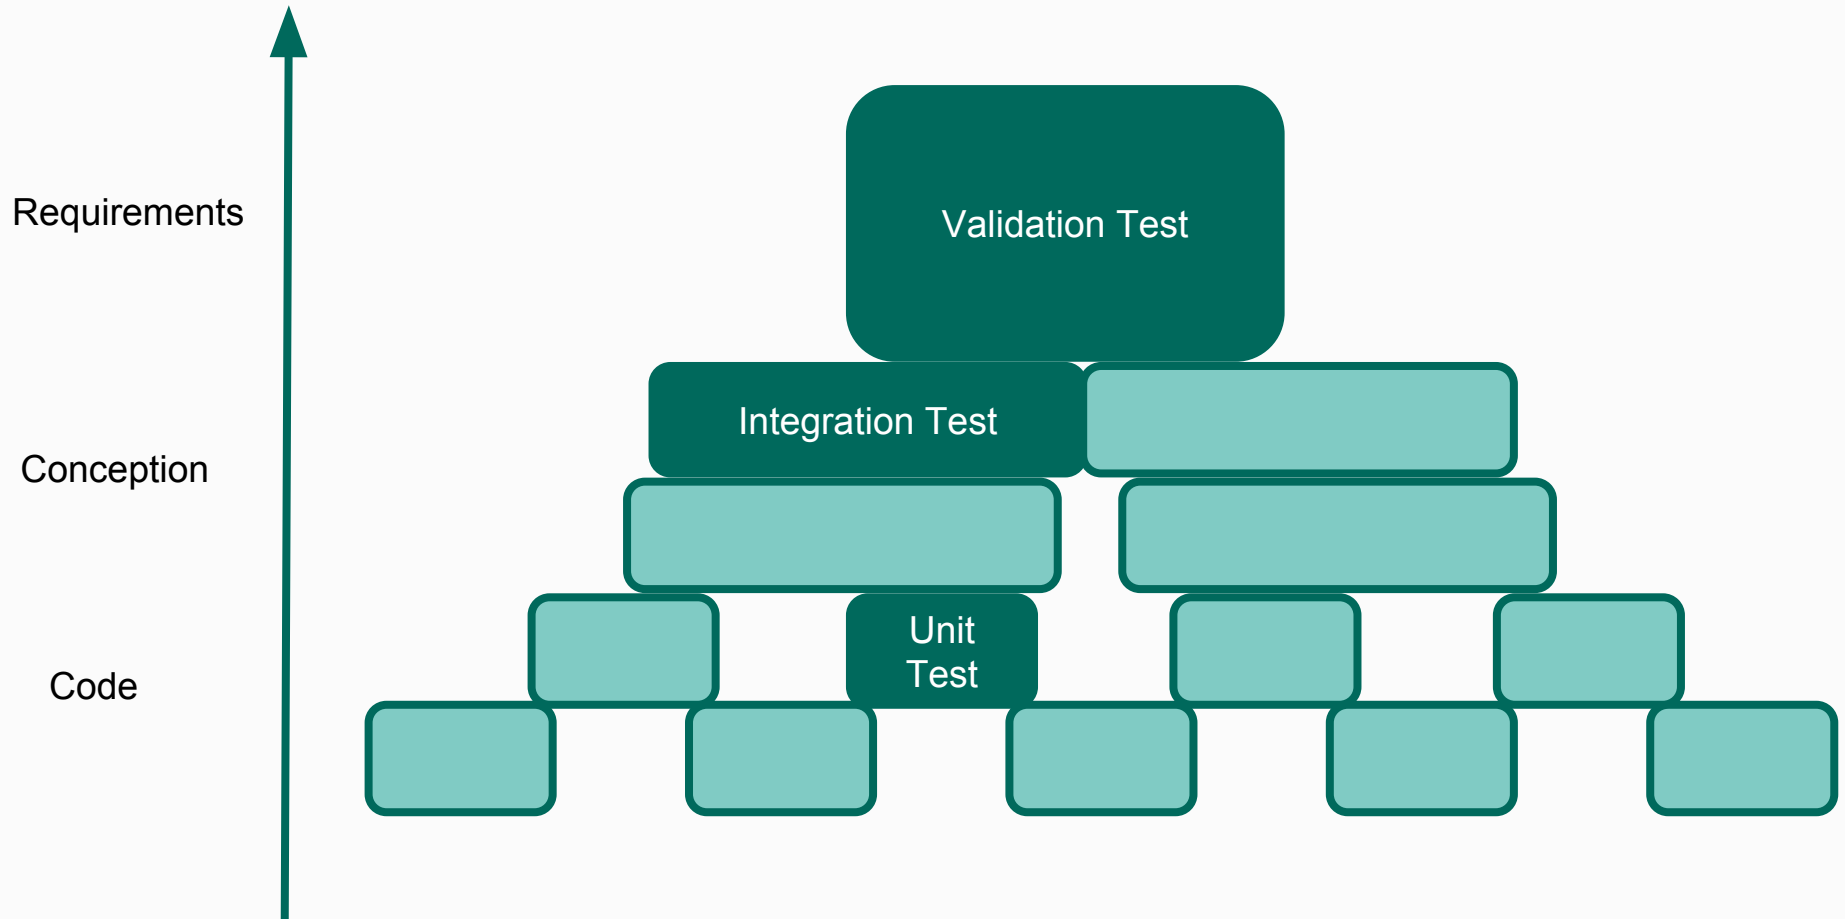 Requirements
Validation Test
Integration Test
Conception
Unit
Test
Code